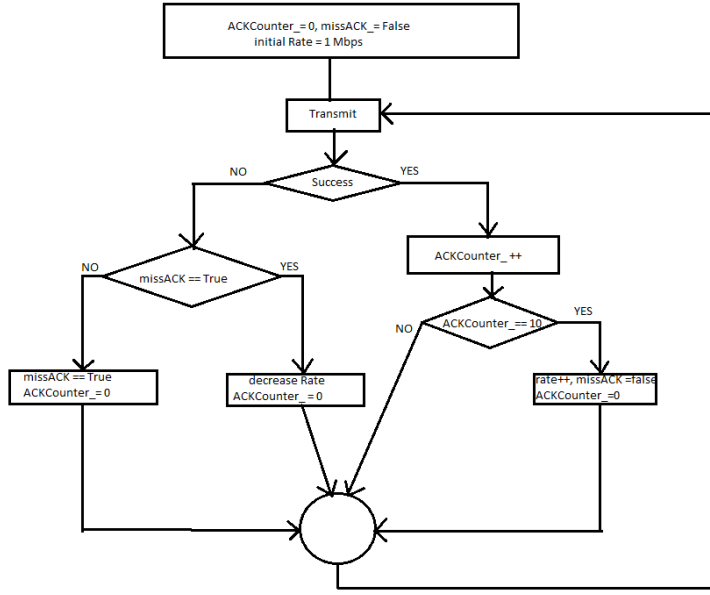 ACKCounter_= 0, missACK_= False
initial Rate = 1 Mbps
Transmit
NO
Success
YES
ACKCounter_ ++
NO
missACK == True
YES
NO
ACKCounter_== 10
YES
missACK == True
ACKCounter_= 0
decrease Rate
ACKCounter_ = 0
rate++, missACK =false
ACKCounter_=0